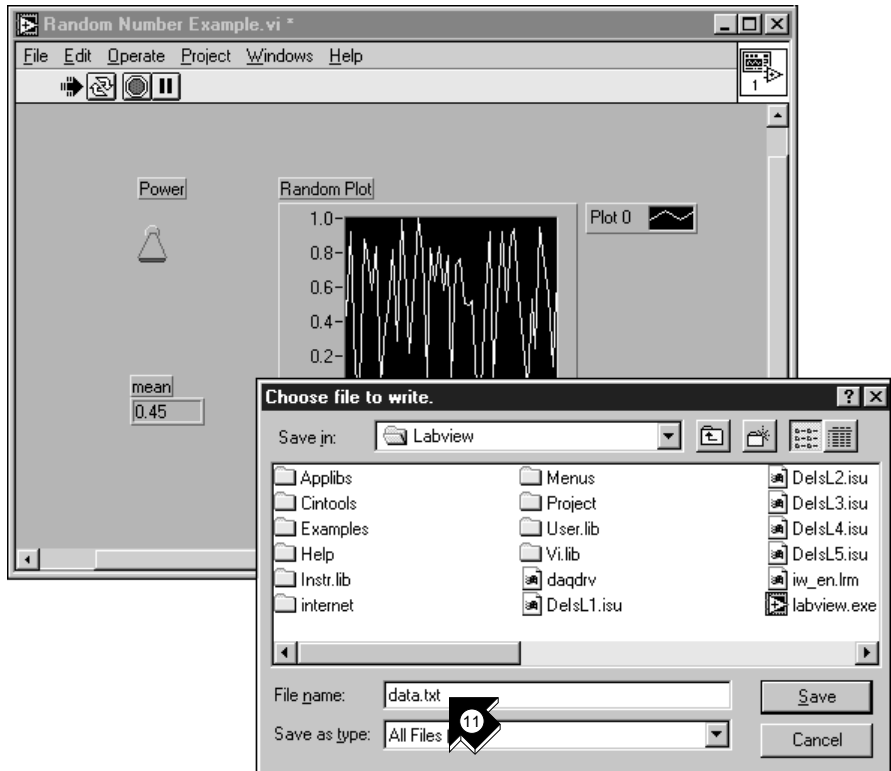 Random Number Example.vi *
File Edit Operate Project Windows Help
1
Power
Random Plot
1.0
0.8
0.6
0.4
0.2
Plot 0
mean
0.45
Choose file to write.
Save in: Labview
Applibs
Cintools
Examples
Help
Instr.lib
internet
Menus
Project
User.lib
Vi.lib
daqdrv
DelsL1.isu
DelsL2.isu
DelsL3.isu
DelsL4.isu
DelsL5.isu
iw_en.lrm
labview.exe
File name: data.txt
Save
11
Save as type: All Files
Cancel